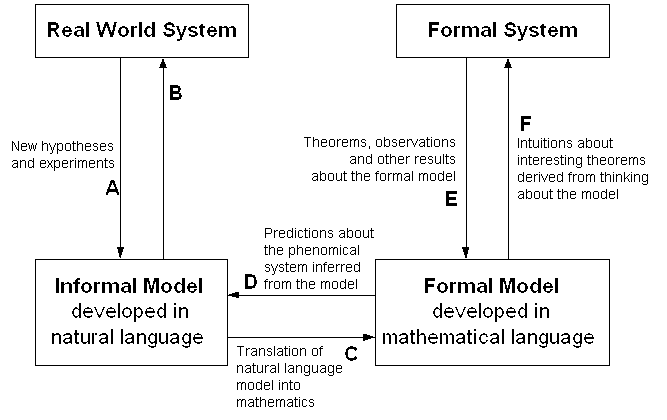 Real World System
Formal System
B
New hypotheses
and experiments
A
Theorems, observations
and other results
about the formal model
E
F
Intuitions about
interesting theorems
derived from thinking
about the model
Predictions about
the phenomical
system inferred
from the model
D
Informal Model
developed in
natural language
Formal Model
developed in
mathematical language
C
Translation of
natural language
model into
mathematics